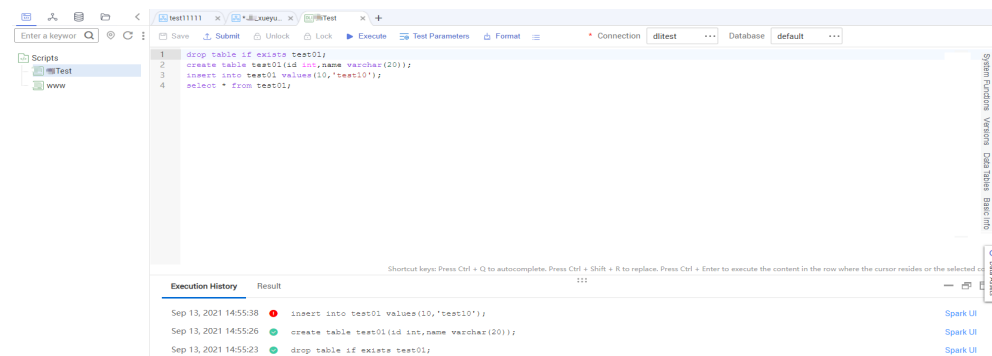 test11111
Test
Enter a keywor
Save
Submit
Unlock
Lock
Execute
Test Parameters
Format
* Connection
dlitest
Database
default
Scripts
Test
www
1 drop table if exists test01;
2 create table test01(id int,name varchar(20));
3 insert into test01 values(10,'test10');
4 select * from test01;
System Functions
Versions
Data Tables
Basic Info
Shortcut keys: Press Ctrl + Q to autocomplete. Press Ctrl + Shift + R to replace. Press Ctrl + Enter to execute the content in the row where the cursor resides or the selected
Execution History
Result
Sep 13, 2021 14:55:38 insert into test01 values(10,'test10'); Spark UI
Sep 13, 2021 14:55:26 create table test01(id int,name varchar(20)); Spark UI
Sep 13, 2021 14:55:23 drop table if exists test01; Spark UI